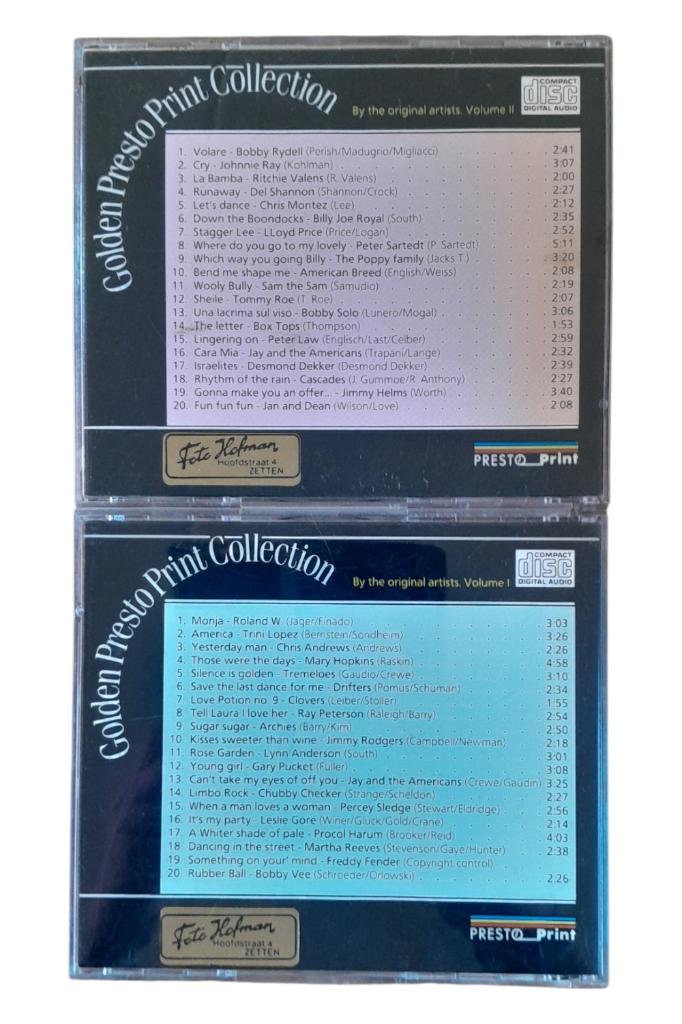 Golden Presto Print Collection
COMPACT
disc
DIGITAL AUDIO
By the original artists. Volume II
1. Volare - Bobby Rydell (Perish/Madugrio/Migliacci) 2:41
2. Cry - Johnnie Ray (Kohlman) 3:07
3. La Bamba - Ritchie Valens (R. Valens) 2:00
4. Runaway - Del Shannon (Shannon/Crock) 2:27
5. Let's dance - Chris Montez (Lee) 2:12
6. Down the Boondocks - Billy Joe Royal (South) 2:35
7. Stagger Lee - LLoyd Price (Price/Logan) 2:52
8. Where do you go to my lovely - Peter Sartedt (P. Sartedt) 5:11
9. Which way you going Billy - The Poppy family (Jacks T.) 3:20
10. Bend me shape me - American Breed (English/Weiss) 2:08
11. Wooly Bully - Sam the Sam (Samudio) 2:19
12. Sheile - Tommy Roe (T. Roe) 2:07
13. Una lacrima sul viso - Bobby Solo (Lunero/Mogal) 3:06
14. The letter - Box Tops (Thompson) 1:53
15. Lingering on - Peter Law (Englisch/Last/Celber) 2:59
16. Cara Mia - Jay and the Americans (Trapani/Lange) 2:32
17. Israelites - Desmond Dekker (Desmond Dekker) 2:39
18. Rhythm of the rain - Cascades (J. Gummoe/R. Anthony) 2:27
19. Gonna make you an offer... - Jimmy Helms (Worth) 3:40
20. Fun fun fun - Jan and Dean (Wilson/Love) 2:08
Foto Hofman
Hoofdstraat 4
ZETTEN
PRESTO Print
Golden Presto Print Collection
COMPACT
disc
DIGITAL AUDIO
By the original artists. Volume I
1. Monja - Roland W. (Jäger/Finado) 3:03
2. America - Trini Lopez (Bernstein/Sondheim) 3:26
3. Yesterday man - Chris Andrews (Andrews) 2:26
4. Those were the days - Mary Hopkins (Raskin) 4:58
5. Silence is golden - Tremeloes (Gaudio/Crewe) 3:10
6. Save the last dance for me - Drifters (Pomus/Schuman) 2:34
7. Love Potion no. 9 - Clovers (Leiber/Stoller) 1:55
8. Tell Laura I love her - Ray Peterson (Raleigh/Barry) 2:54
9. Sugar sugar - Archies (Barry/Kim) 2:50
10. Kisses sweeter than wine - Jimmy Rodgers (Campbell/Newman) 2:18
11. Rose Garden - Lynn Anderson (South) 3:01
12. Young girl - Gary Pucket (Fuller) 3:08
13. Can't take my eyes of off you - Jay and the Americans (Crewe/Gaudin) 3:25
14. Limbo Rock - Chubby Checker (Strange/Scheldon) 2:27
15. When a man loves a woman - Percey Sledge (Stewart/Eldridge) 2:56
16. It's my party - Leslie Gore (Winer/Gluck/Gold/Crane) 2:14
17. A Whiter shade of pale - Procol Harum (Brooker/Reid) 4:03
18. Dancing in the street - Martha Reeves (Stevenson/Gaye/Hunter) 2:38
19. Something on your' mind - Freddy Fender (Copyright control)
20. Rubber Ball - Bobby Vee (Schroeder/Orlowski) 2:26
Foto Hofman
Hoofdstraat 4
ZETTEN
PRESTO Print